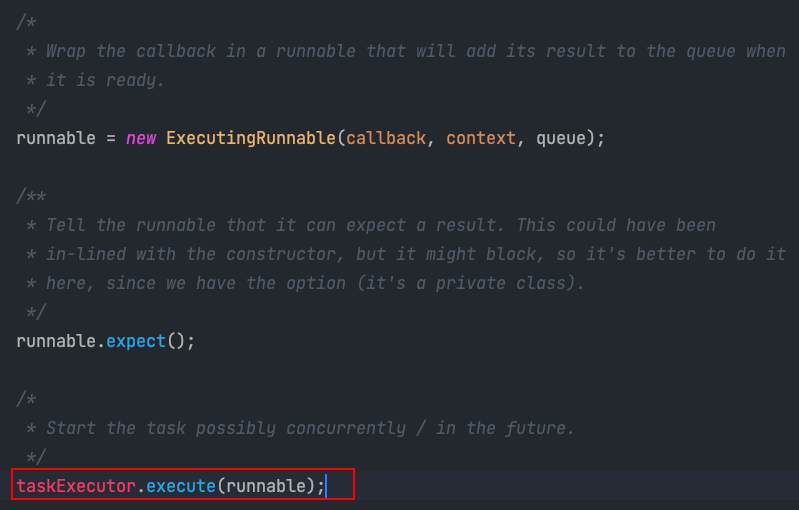 /*
* Wrap the callback in a runnable that will add its result to the queue when
* it is ready.
*/
runnable = new ExecutingRunnable(callback, context, queue);
/**
* Tell the runnable that it can expect a result. This could have been
* in-lined with the constructor, but it might block, so it's better to do it
* here, since we have the option (it's a private class).
*/
runnable.expect();
/*
* Start the task possibly concurrently / in the future.
*/
taskExecutor.execute(runnable);